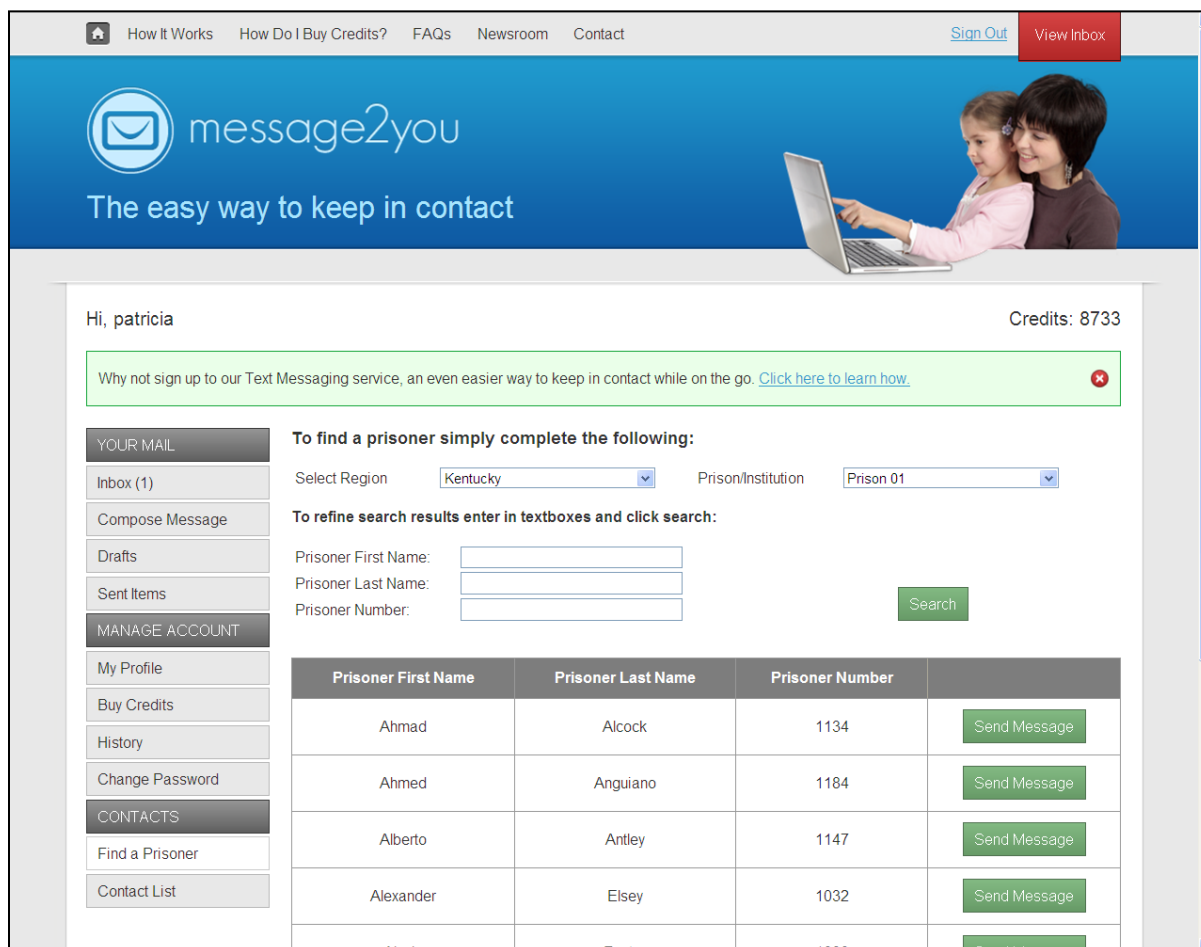 How It Works How Do I Buy Credits? FAQs Newsroom Contact Sign Out View Inbox
message2you
The easy way to keep in contact
Hi, patricia Credits: 8733
Why not sign up to our Text Messaging service, an even easier way to keep in contact while on the go. Click here to learn how.
YOUR MAIL
Inbox (1)
Compose Message
Drafts
Sent Items
MANAGE ACCOUNT
My Profile
Buy Credits
History
Change Password
CONTACTS
Find a Prisoner
Contact List
To find a prisoner simply complete the following:
Select Region Kentucky Prison/Institution Prison 01
To refine search results enter in textboxes and click search:
Prisoner First Name:
Prisoner Last Name:
Prisoner Number:
Search
Prisoner First Name Prisoner Last Name Prisoner Number
Ahmad Alcock 1134 Send Message
Ahmed Anguiano 1184 Send Message
Alberto Antley 1147 Send Message
Alexander Elsey 1032 Send Message